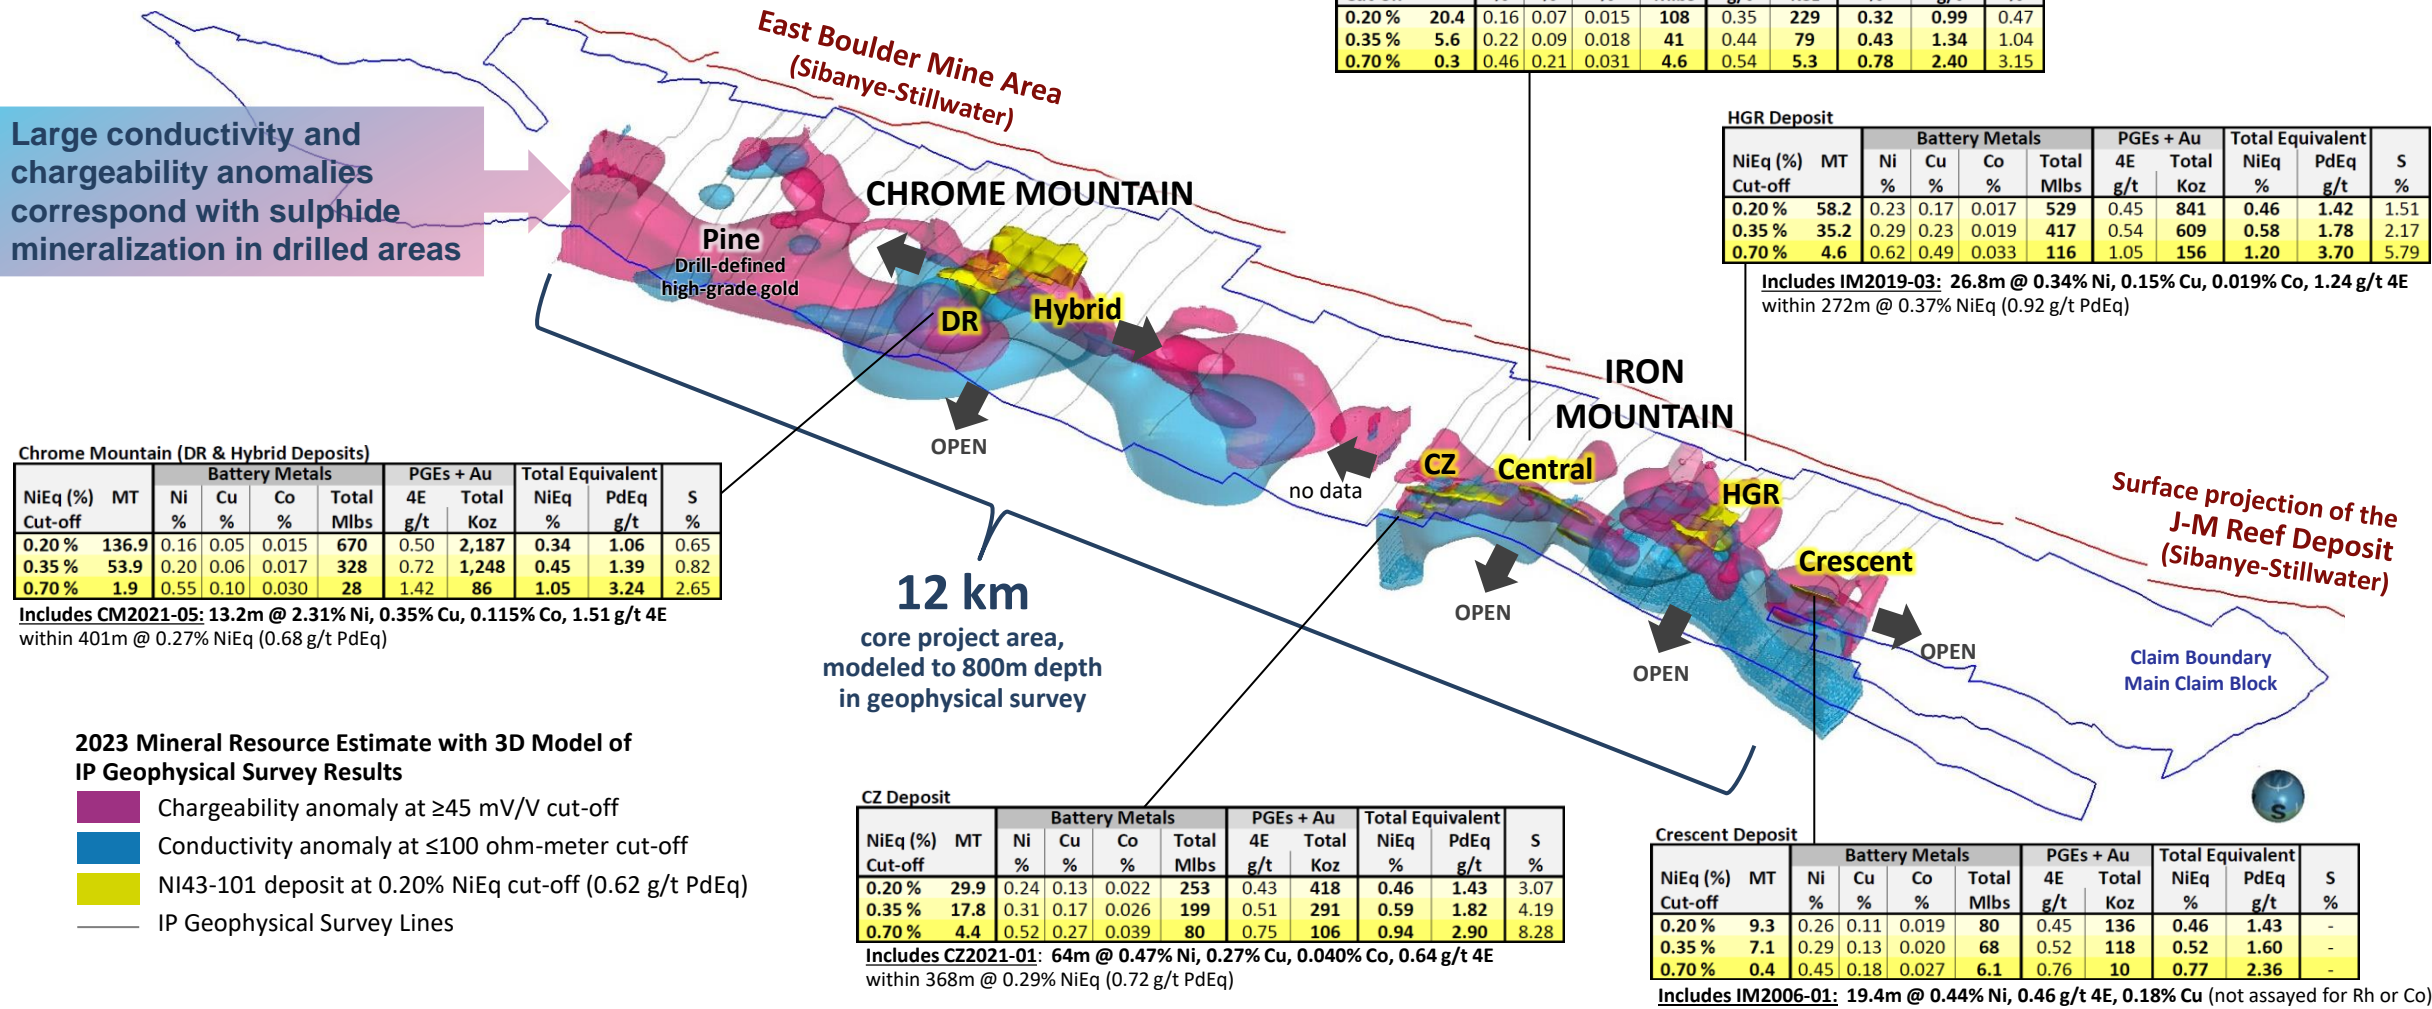 0.20 % 20.4 0.16 0.07 0.015 108 0.35 229 0.32 0.99 0.47
0.35 % 5.6 0.22 0.09 0.018 41 0.44 79 0.43 1.34 1.04
0.70 % 0.3 0.46 0.21 0.031 4.6 0.54 5.3 0.78 2.40 3.15
East Boulder Mine Area
(Sibanye-Stillwater)
Large conductivity and
chargeability anomalies
correspond with sulphide
mineralization in drilled areas
HGR Deposit
Battery Metals PGEs + Au Total Equivalent
NiEq (%) MT Ni Cu Co Total 4E Total NiEq PdEq S
Cut-off % % % Mlbs g/t Koz % g/t %
0.20 % 58.2 0.23 0.17 0.017 529 0.45 841 0.46 1.42 1.51
0.35 % 35.2 0.29 0.23 0.019 417 0.54 609 0.58 1.78 2.17
0.70 % 4.6 0.62 0.49 0.033 116 1.05 156 1.20 3.70 5.79
Includes IM2019-03: 26.8m @ 0.34% Ni, 0.15% Cu, 0.019% Co, 1.24 g/t 4E
within 272m @ 0.37% NiEq (0.92 g/t PdEq)
CHROME MOUNTAIN
Pine
Drill-defined
high-grade gold
DR
Hybrid
OPEN
IRON
MOUNTAIN
CZ
Central
HGR
Crescent
no data
OPEN
OPEN
OPEN
Surface projection of the
J-M Reef Deposit
(Sibanye-Stillwater)
Claim Boundary
Main Claim Block
Chrome Mountain (DR & Hybrid Deposits)
Battery Metals PGEs + Au Total Equivalent
NiEq (%) MT Ni Cu Co Total 4E Total NiEq PdEq S
Cut-off % % % Mlbs g/t Koz % g/t %
0.20 % 136.9 0.16 0.05 0.015 670 0.50 2,187 0.34 1.06 0.65
0.35 % 53.9 0.20 0.06 0.017 328 0.72 1,248 0.45 1.39 0.82
0.70 % 1.9 0.55 0.10 0.030 28 1.42 86 1.05 3.24 2.65
Includes CM2021-05: 13.2m @ 2.31% Ni, 0.35% Cu, 0.115% Co, 1.51 g/t 4E
within 401m @ 0.27% NiEq (0.68 g/t PdEq)
12 km
core project area,
modeled to 800m depth
in geophysical survey
2023 Mineral Resource Estimate with 3D Model of
IP Geophysical Survey Results
Chargeability anomaly at ≥45 mV/V cut-off
Conductivity anomaly at ≤100 ohm-meter cut-off
NI43-101 deposit at 0.20% NiEq cut-off (0.62 g/t PdEq)
IP Geophysical Survey Lines
CZ Deposit
Battery Metals PGEs + Au Total Equivalent
NiEq (%) MT Ni Cu Co Total 4E Total NiEq PdEq S
Cut-off % % % Mlbs g/t Koz % g/t %
0.20 % 29.9 0.24 0.13 0.022 253 0.43 418 0.46 1.43 3.07
0.35 % 17.8 0.31 0.17 0.026 199 0.51 291 0.59 1.82 4.19
0.70 % 4.4 0.52 0.27 0.039 80 0.75 106 0.94 2.90 8.28
Includes CZ2021-01: 64m @ 0.47% Ni, 0.27% Cu, 0.040% Co, 0.64 g/t 4E
within 368m @ 0.29% NiEq (0.72 g/t PdEq)
S
Crescent Deposit
Battery Metals PGEs + Au Total Equivalent
NiEq (%) MT Ni Cu Co Total 4E Total NiEq PdEq S
Cut-off % % % Mlbs g/t Koz % g/t %
0.20 % 9.3 0.26 0.11 0.019 80 0.45 136 0.46 1.43 -
0.35 % 7.1 0.29 0.13 0.020 68 0.52 118 0.52 1.60 -
0.70 % 0.4 0.45 0.18 0.027 6.1 0.76 10 0.77 2.36 -
Includes IM2006-01: 19.4m @ 0.44% Ni, 0.46 g/t 4E, 0.18% Cu (not assayed for Rh or Co)